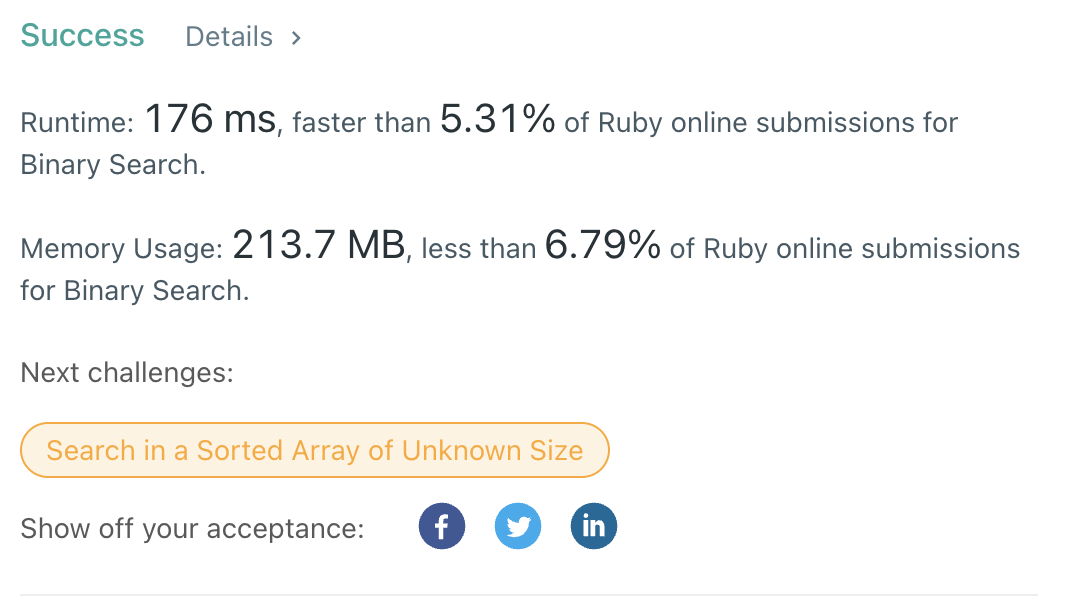 Success Details >
Runtime: 176 ms, faster than 5.31% of Ruby online submissions for
Binary Search.
Memory Usage: 213.7 MB, less than 6.79% of Ruby online submissions
for Binary Search.
Next challenges:
Search in a Sorted Array of Unknown Size
Show off your acceptance: f in